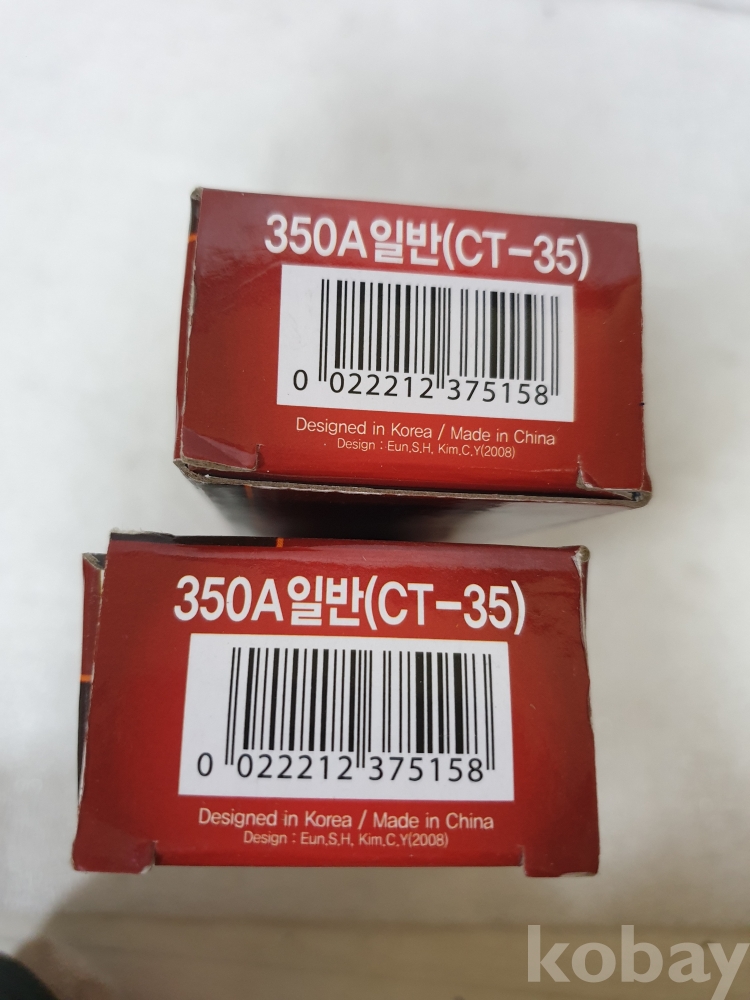 350A일반(CT-35)
0 022212 375158
Designed in Korea / Made in China
Design : Eun.S.H, Kim.C.Y(2008)
350A일반(CT-35)
0 022212 375158
Designed in Korea / Made in China
Design : Eun.S.H, Kim.C.Y(2008)
kobay